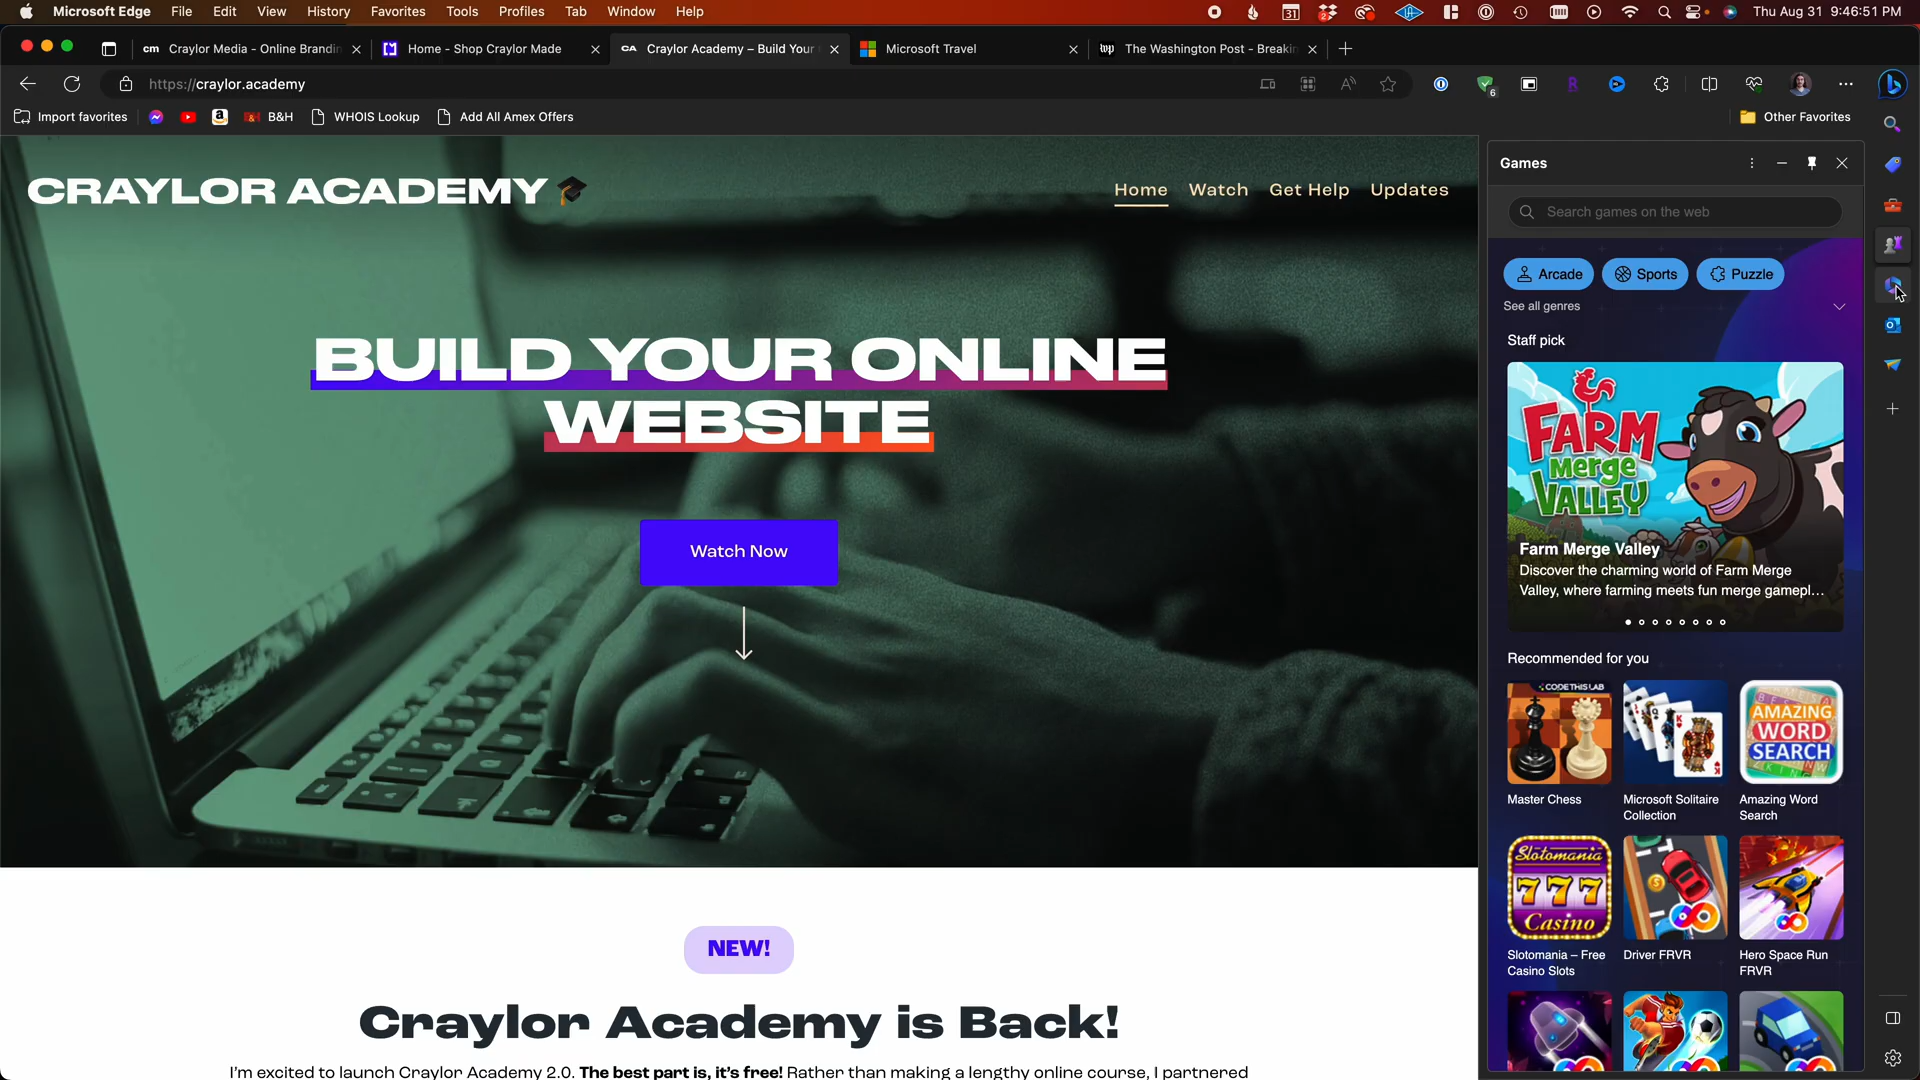 Microsoft Edge File Edit View History Favorites Tools Profiles Tab Window Help
31 2 Thu Aug 31 9:46:51 PM
cm Craylor Media - Online Brandin
Home - Shop Craylor Made
CA Craylor Academy – Build Your
Microsoft Travel
wp The Washington Post - Breakin
https://craylor.academy
6
Import favorites
B&H
WHOIS Lookup
Add All Amex Offers
Other Favorites
CRAYLOR ACADEMY
Home Watch Get Help Updates
BUILD YOUR ONLINE
WEBSITE
Watch Now
NEW!
Craylor Academy is Back!
I'm excited to launch Craylor Academy 2.0. The best part is, it's free! Rather than making a lengthy online course, I partnered
Games
Search games on the web
Arcade Sports Puzzle
See all genres
Staff pick
FARM
Merge
VALLEY
Farm Merge Valley
Discover the charming world of Farm Merge
Valley, where farming meets fun merge gamepl...
Recommended for you
CODETHISLAB
AMAZING
WORD
SEARCH
Master Chess
Microsoft Solitaire
Collection
Amazing Word
Search
Slotomania
777
Casino
Slotomania – Free
Casino Slots
Driver FRVR
Hero Space Run
FRVR